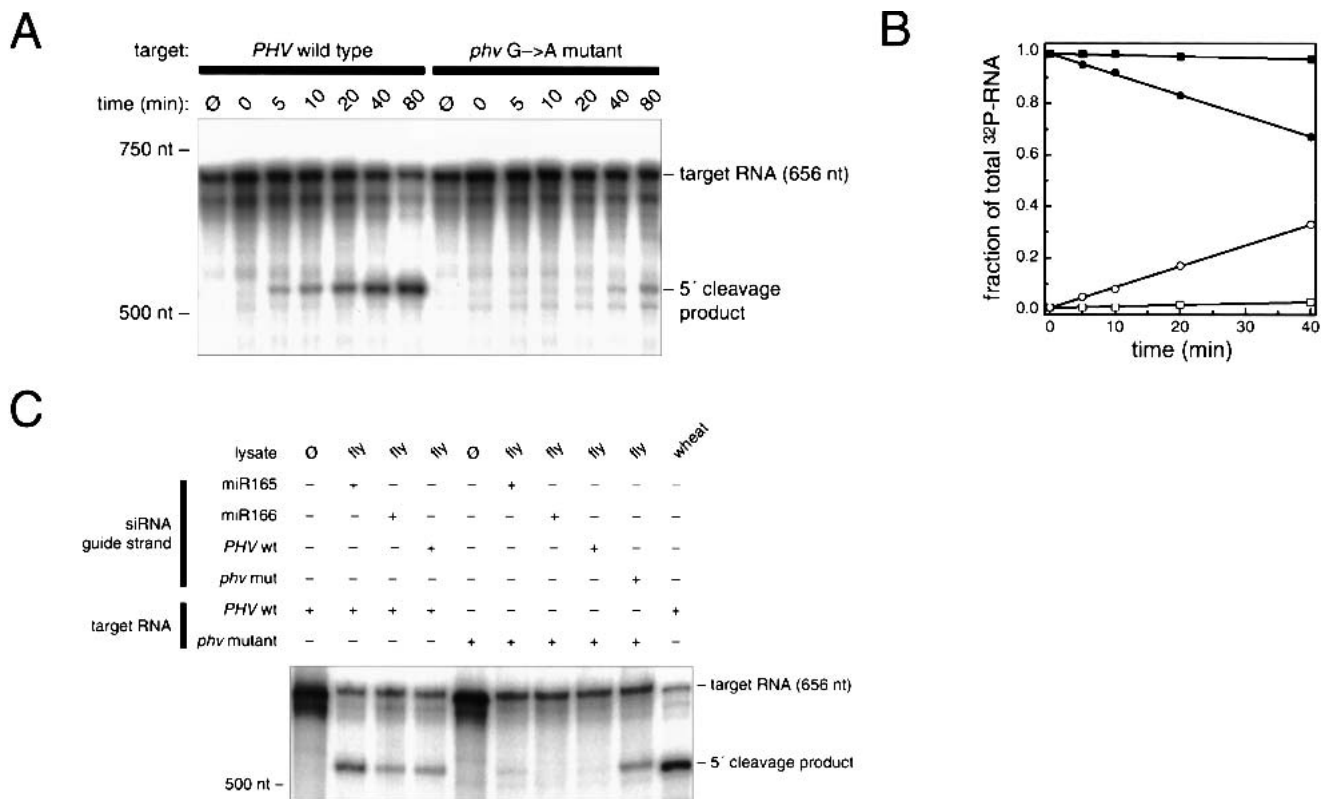 A
target: PHV wild type phv G–>A mutant
time (min): Ø 0 5 10 20 40 80 Ø 0 5 10 20 40 80
750 nt –
– target RNA (656 nt)
– 5´ cleavage
product
500 nt –
B
fraction of total ³²P-RNA
1.0
0.8
0.6
0.4
0.2
0.0
0 10 20 30 40
time (min)
C
lysate Ø fly fly fly Ø fly fly fly fly wheat
siRNA
guide strand
miR165 – + – – – + – – – –
miR166 – – + – – – + – – –
PHV wt – – – + – – – + – –
phv mut – – – – – – – – + –
target RNA
PHV wt + + + + – – – – – +
phv mutant – – – – + + + + + –
– target RNA (656 nt)
– 5´ cleavage product
500 nt –